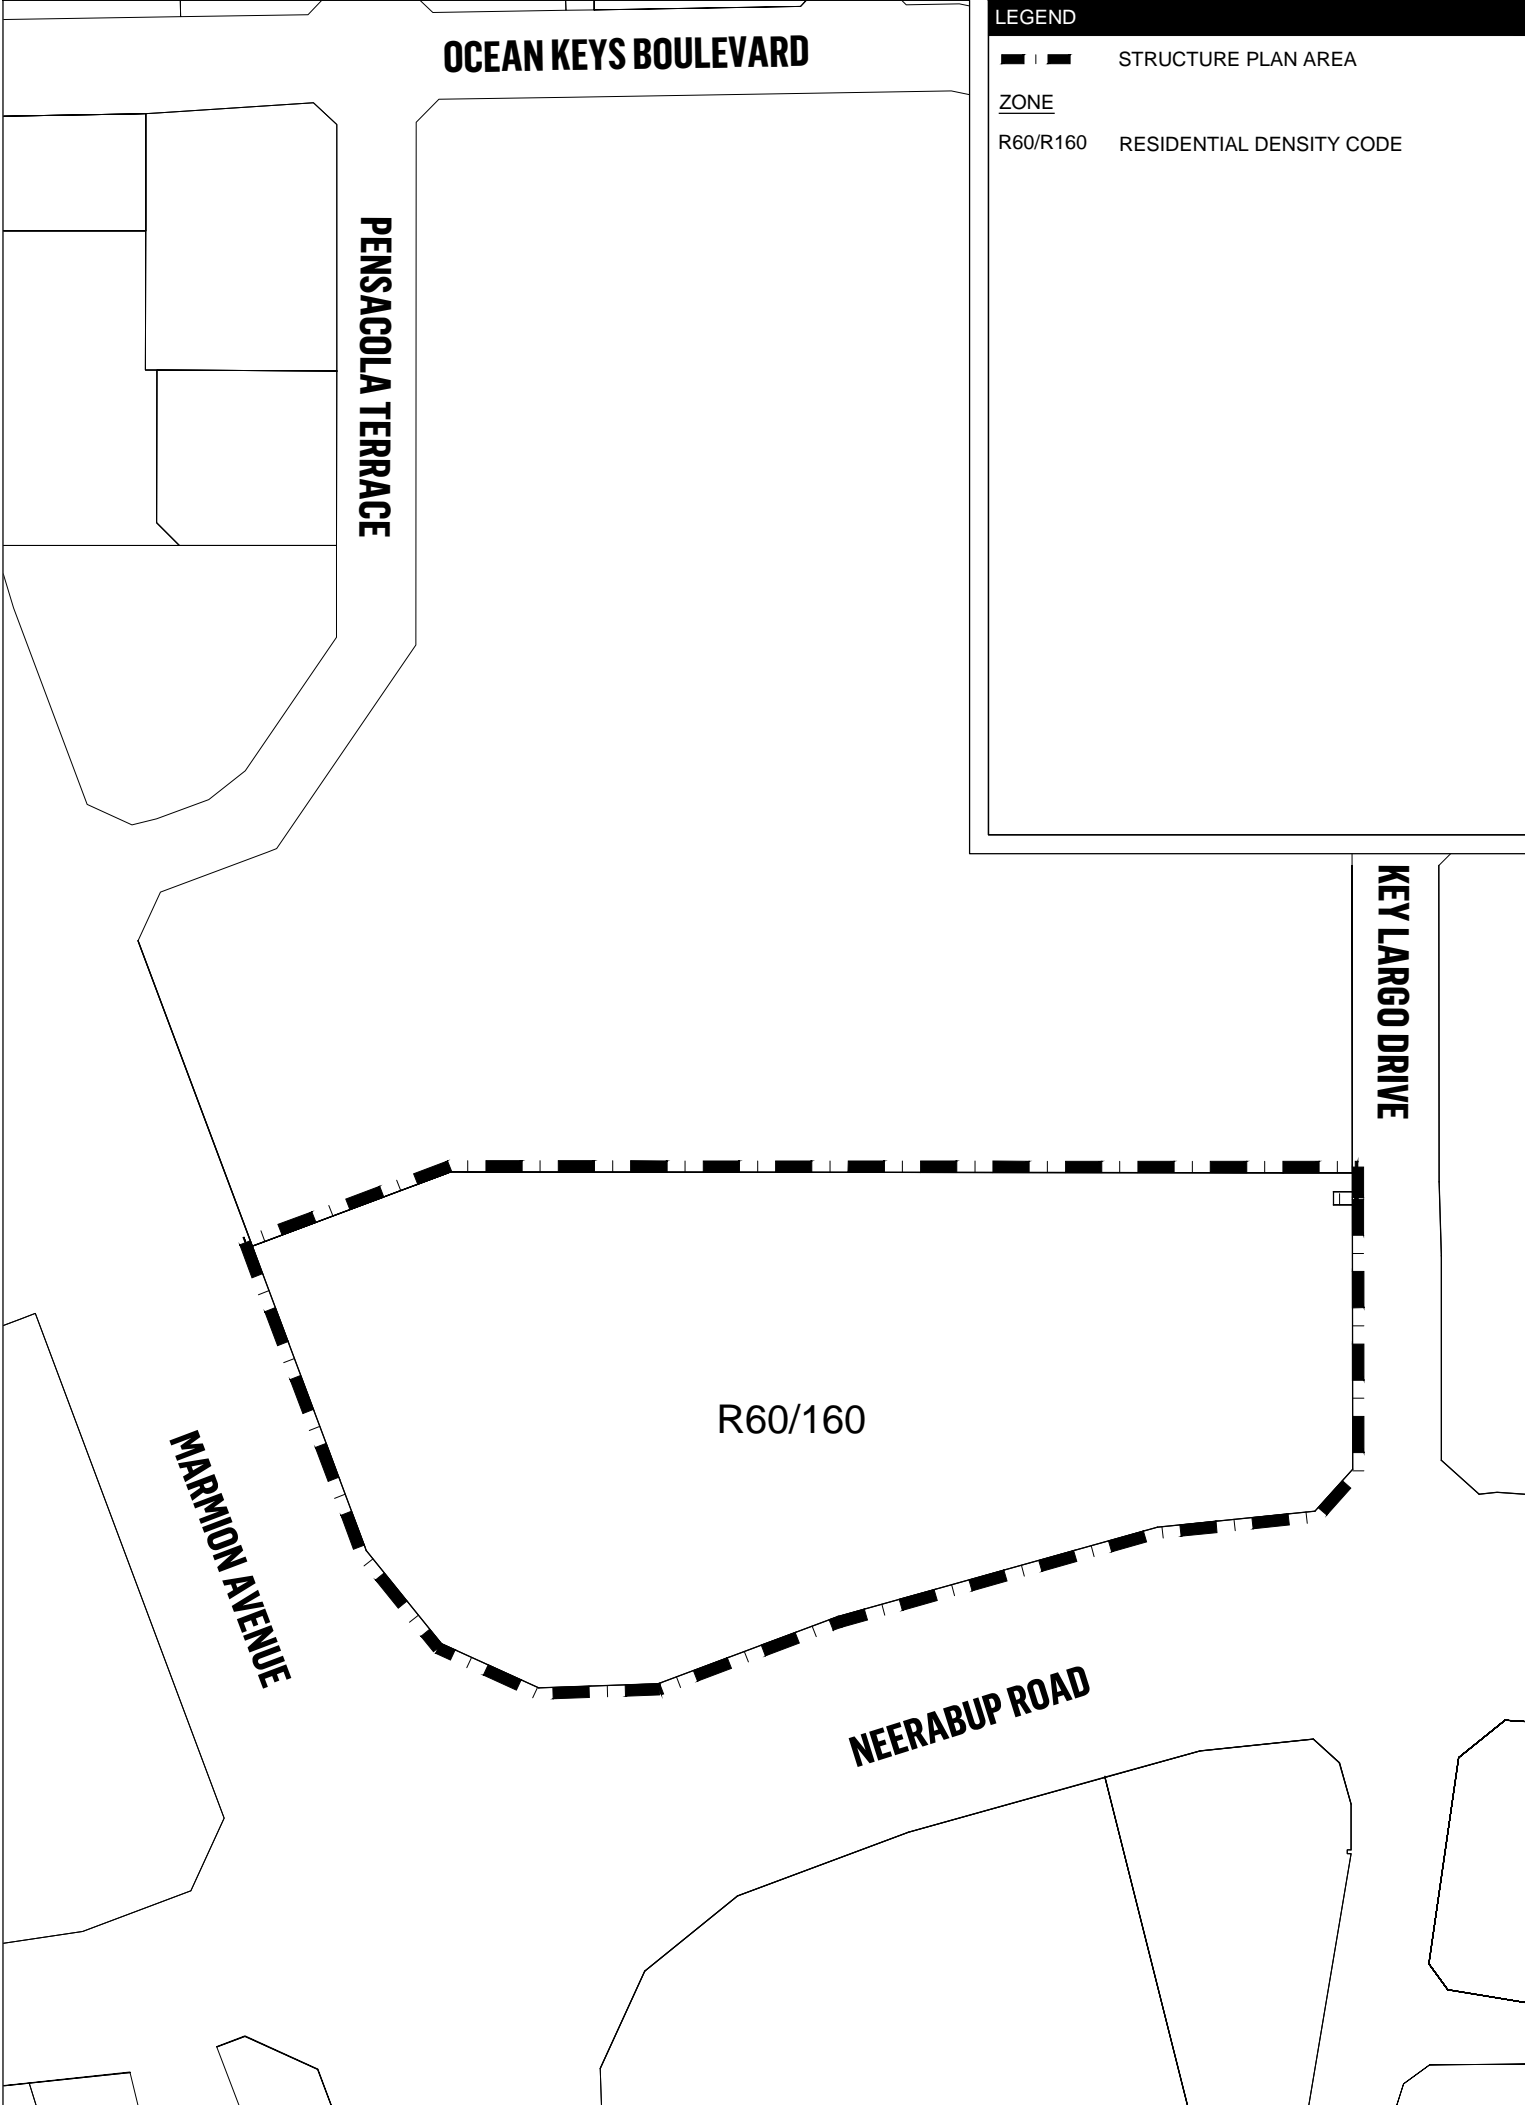 LEGEND
OCEAN KEYS BOULEVARD
STRUCTURE PLAN AREA
ZONE
R60/R160 RESIDENTIAL DENSITY CODE
PENSACOLA TERRACE
KEY LARGO DRIVE
R60/160
MARMION AVENUE
NEERABUP ROAD